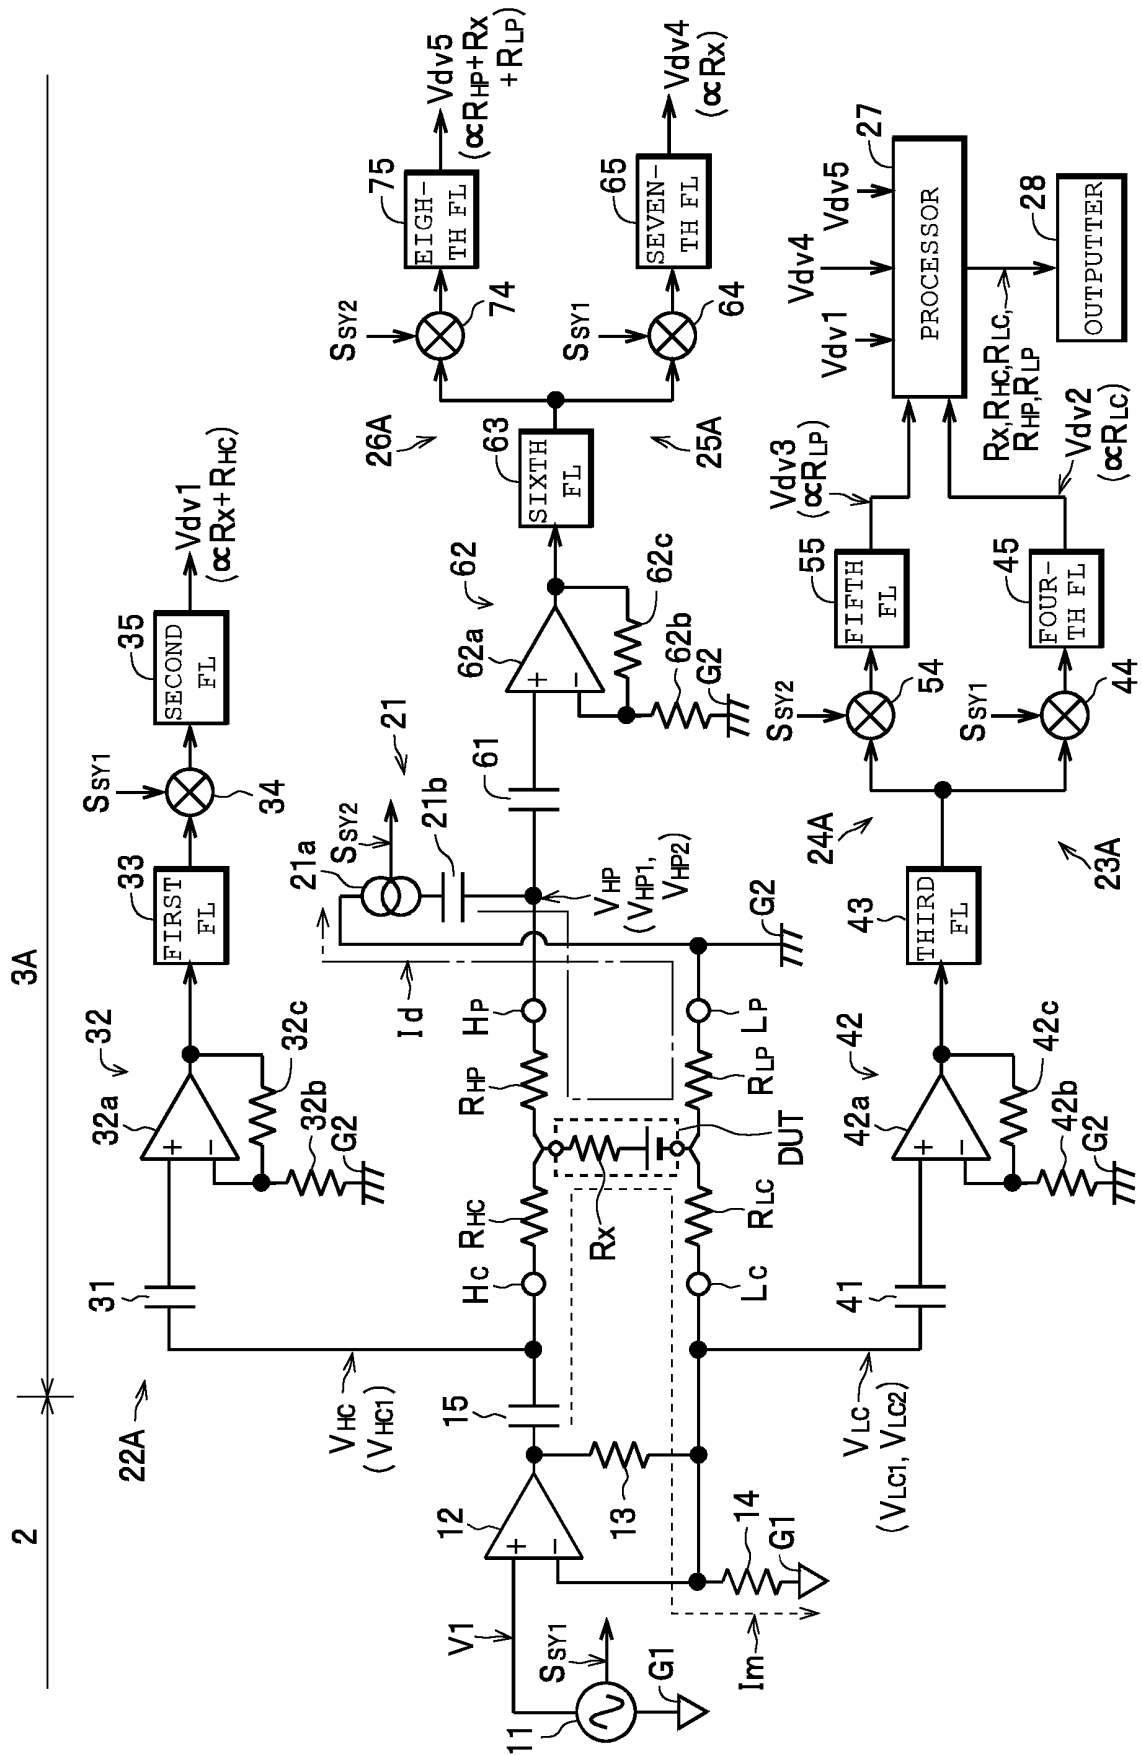 2
3A
22A
VHC
(VHC1)
31
32
32a
32b
32c
G2
33
FIRST
FL
SSY1
34
35
SECOND
FL
Vdv1
(∝Rx+RHC)
11
V1
SSY1
G1
12
13
14
G1
Im
15
HC
RHC
Rx
RHP
HP
LC
RLC
DUT
RLP
LP
Id
21
21a
21b
SSY2
G2
VHP
(VHP1,
VHP2)
61
62
62a
62b
62c
G2
63
SIXTH
FL
26A
25A
SSY2
74
75
EIGH-
TH FL
Vdv5
(∝RHP+Rx
+RLP)
SSY1
64
65
SEVEN-
TH FL
Vdv4
(∝Rx)
VLC
(VLC1, VLC2)
41
42
42a
42b
42c
G2
43
THIRD
FL
24A
23A
SSY2
54
55
FIFTH
FL
Vdv3
(∝RLP)
SSY1
44
45
FOUR-
TH FL
Vdv2
(∝RLC)
Vdv1
Vdv4
Vdv5
27
PROCESSOR
Rx,RHC,RLC,
RHP,RLP
28
OUTPUTTER